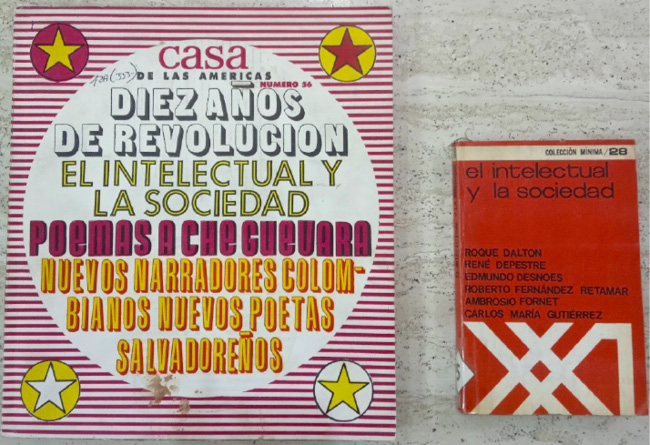 casa
DE LAS AMERICAS
NUMERO 56
DIEZ AÑOS
DE REVOLUCION
EL INTELECTUAL Y
LA SOCIEDAD
POEMAS A CHE GUEVARA
NUEVOS NARRADORES COLOM-
BIANOS NUEVOS POETAS
SALVADOREÑOS
COLECCIÓN MÍNIMA/28
el intelectual
y la sociedad
ROQUE DALTON
RENÉ DEPESTRE
EDMUNDO DESNOES
ROBERTO FERNÁNDEZ RETAMAR
AMBROSIO FORNET
CARLOS MARÍA GUTIÉRREZ